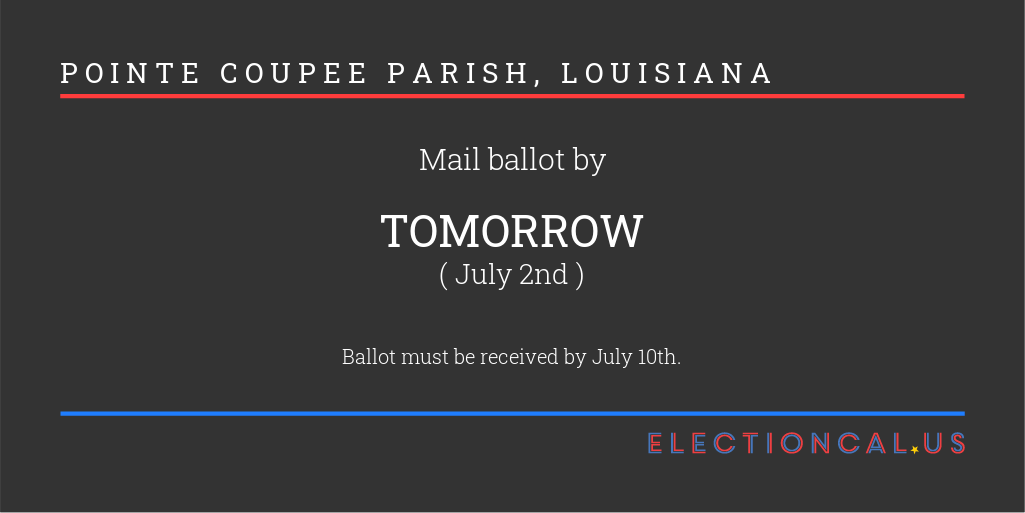 POINTE COUPEE PARISH, LOUISIANA
Mail ballot by
TOMORROW
( July 2nd )
Ballot must be received by July 10th.
ELECTIONCAL.US